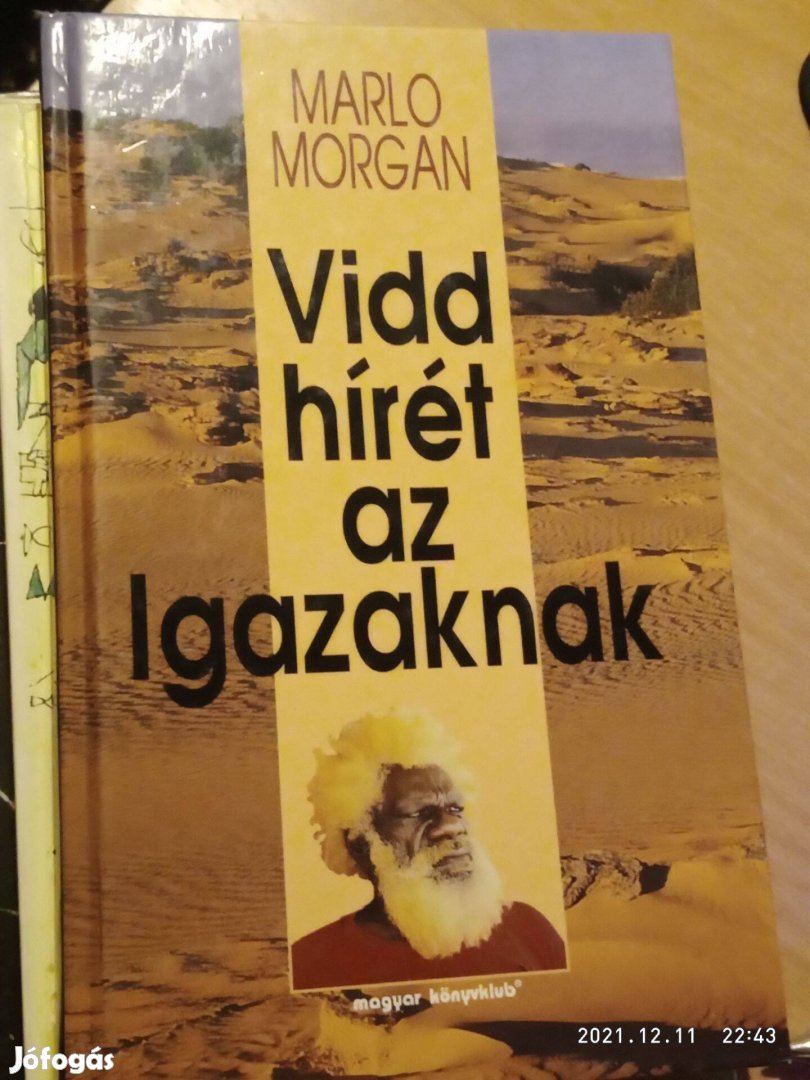 MARLO
MORGAN
Vidd
hírét
az
Igazaknak
magyar könyvklub®
2021.12.11 22:43
Jófogás